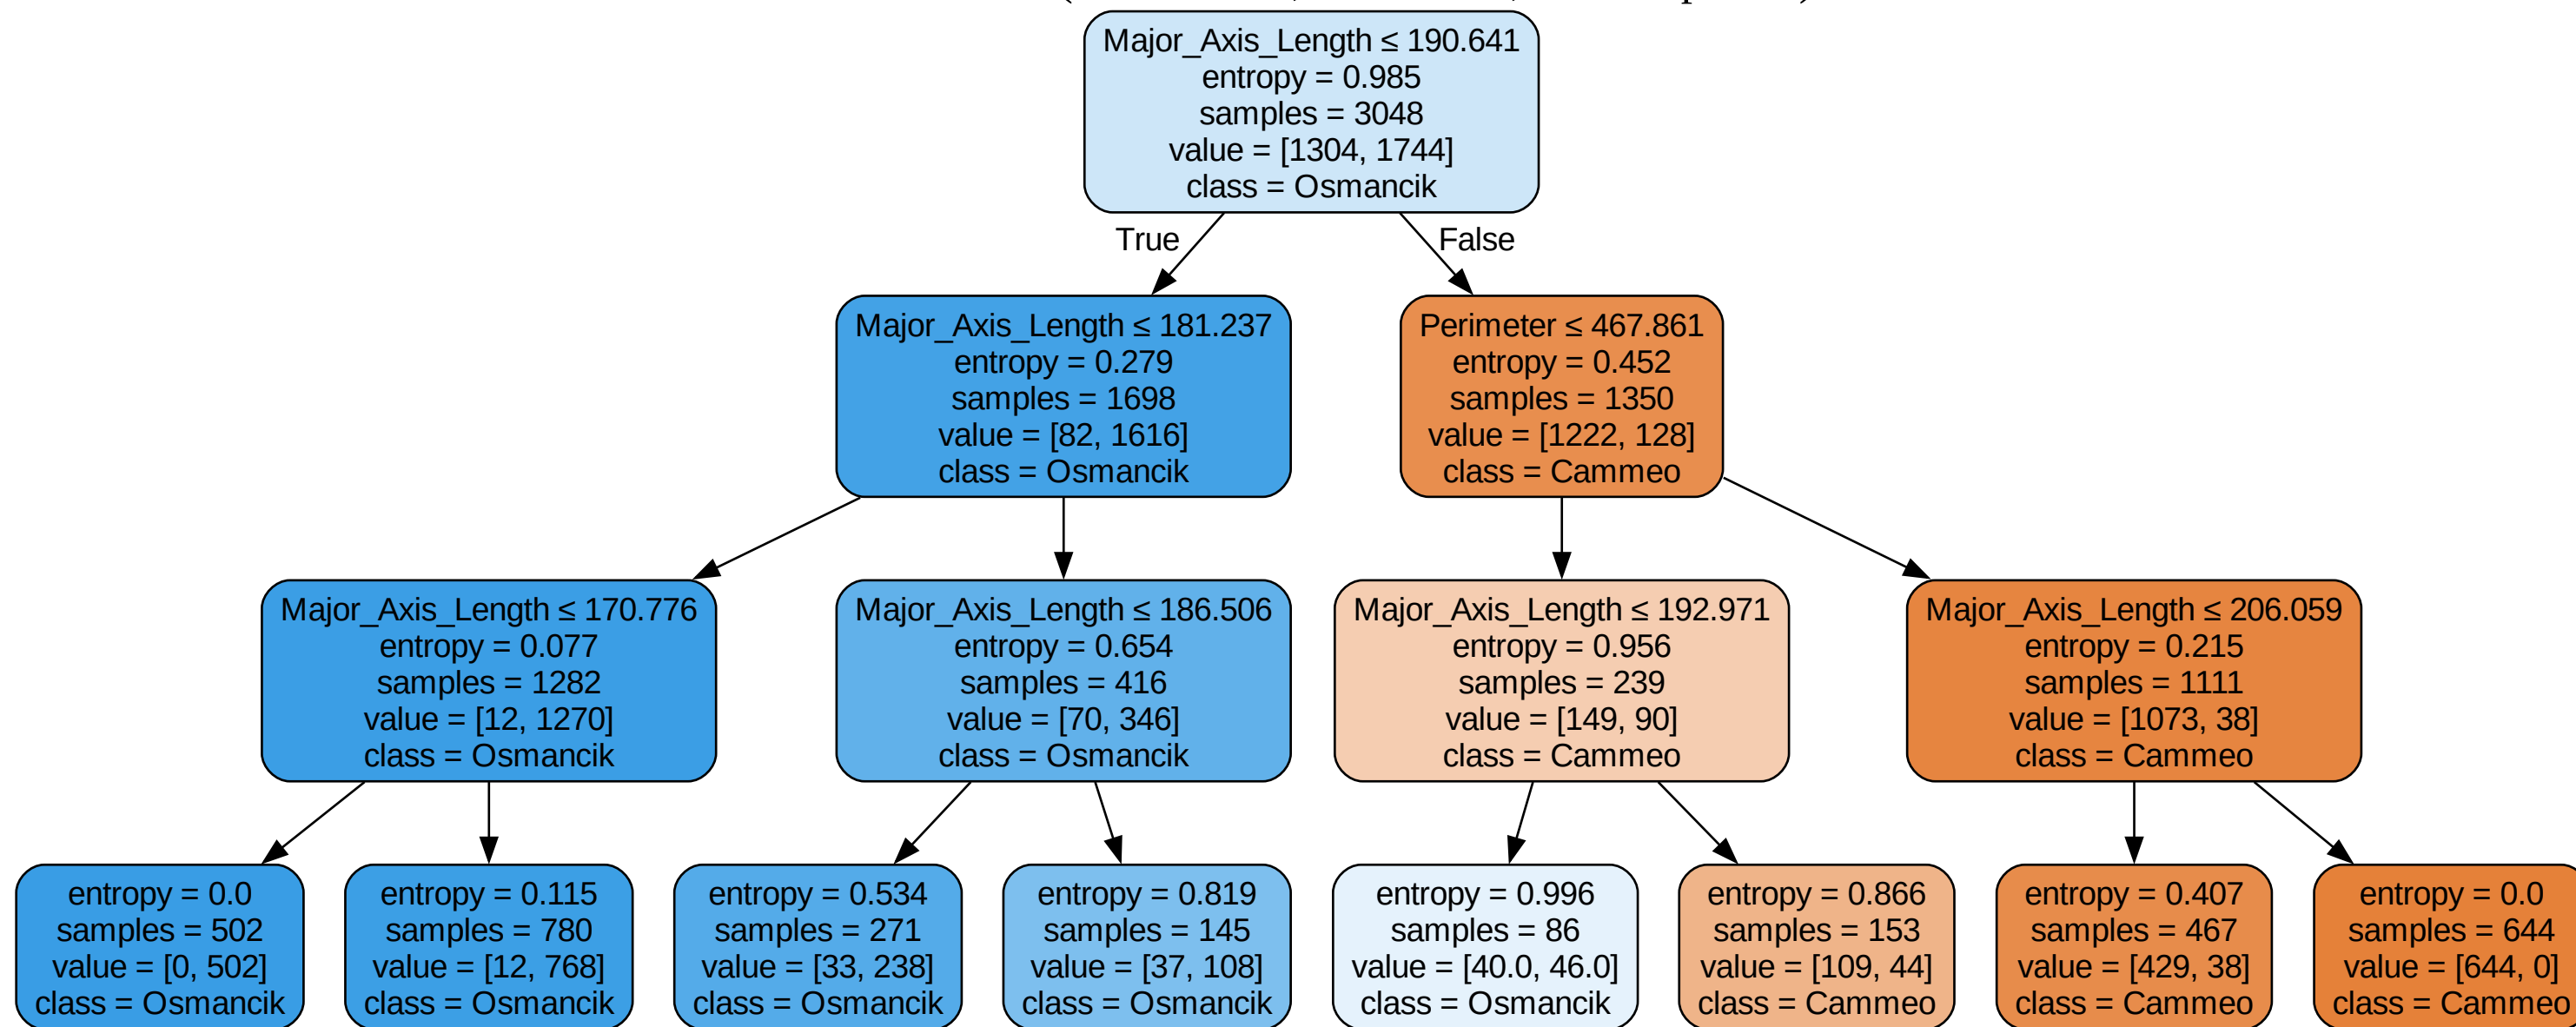 Major_Axis_Length ≤ 190.641
entropy = 0.985
samples = 3048
value = [1304, 1744]
class = Osmancik
True
False
Major_Axis_Length ≤ 181.237
entropy = 0.279
samples = 1698
value = [82, 1616]
class = Osmancik
Perimeter ≤ 467.861
entropy = 0.452
samples = 1350
value = [1222, 128]
class = Cammeo
Major_Axis_Length ≤ 170.776
entropy = 0.077
samples = 1282
value = [12, 1270]
class = Osmancik
Major_Axis_Length ≤ 186.506
entropy = 0.654
samples = 416
value = [70, 346]
class = Osmancik
Major_Axis_Length ≤ 192.971
entropy = 0.956
samples = 239
value = [149, 90]
class = Cammeo
Major_Axis_Length ≤ 206.059
entropy = 0.215
samples = 1111
value = [1073, 38]
class = Cammeo
entropy = 0.0
samples = 502
value = [0, 502]
class = Osmancik
entropy = 0.115
samples = 780
value = [12, 768]
class = Osmancik
entropy = 0.534
samples = 271
value = [33, 238]
class = Osmancik
entropy = 0.819
samples = 145
value = [37, 108]
class = Osmancik
entropy = 0.996
samples = 86
value = [40.0, 46.0]
class = Osmancik
entropy = 0.866
samples = 153
value = [109, 44]
class = Cammeo
entropy = 0.407
samples = 467
value = [429, 38]
class = Cammeo
entropy = 0.0
samples = 644
value = [644, 0]
class = Cammeo